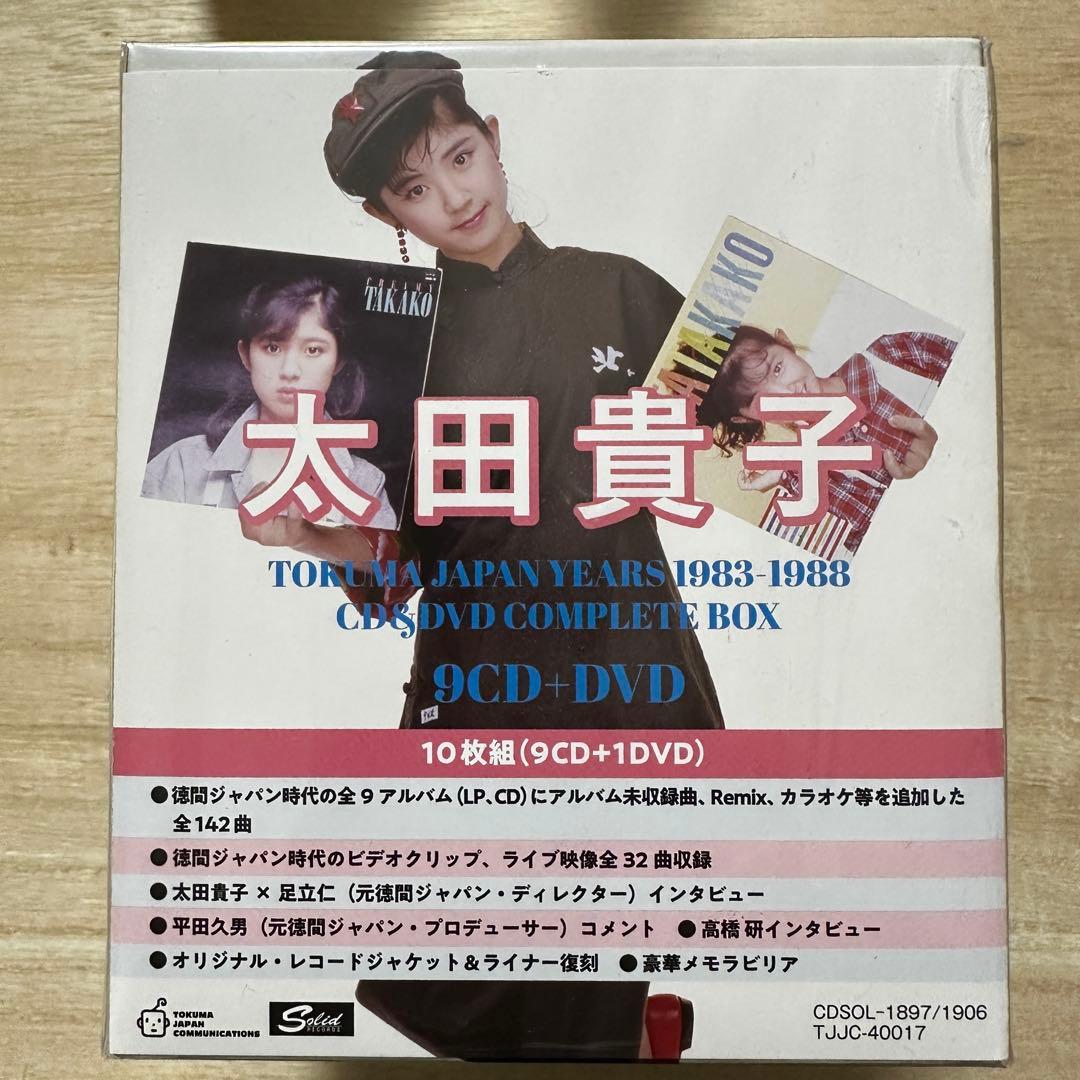 CREAMY
TAKAKO
TAKAKO
太田貴子
TOKUMA JAPAN YEARS 1983-1988
CD&DVD COMPLETE BOX
9CD+DVD
10枚組(9CD+1DVD)
●徳間ジャパン時代の全9アルバム(LP、CD)にアルバム未収録曲、Remix、カラオケ等を追加した
全142曲
●徳間ジャパン時代のビデオクリップ、ライブ映像全32曲収録
●太田貴子×足立仁(元徳間ジャパン・ディレクター)インタビュー
●平田久男(元徳間ジャパン・プロデューサー)コメント ●高橋研インタビュー
●オリジナル・レコードジャケット&ライナー復刻 ●豪華メモラビリア
TOKUMA
JAPAN
COMMUNICATIONS
Solid
RECORDS
CDSOL-1897/1906
TJJC-40017